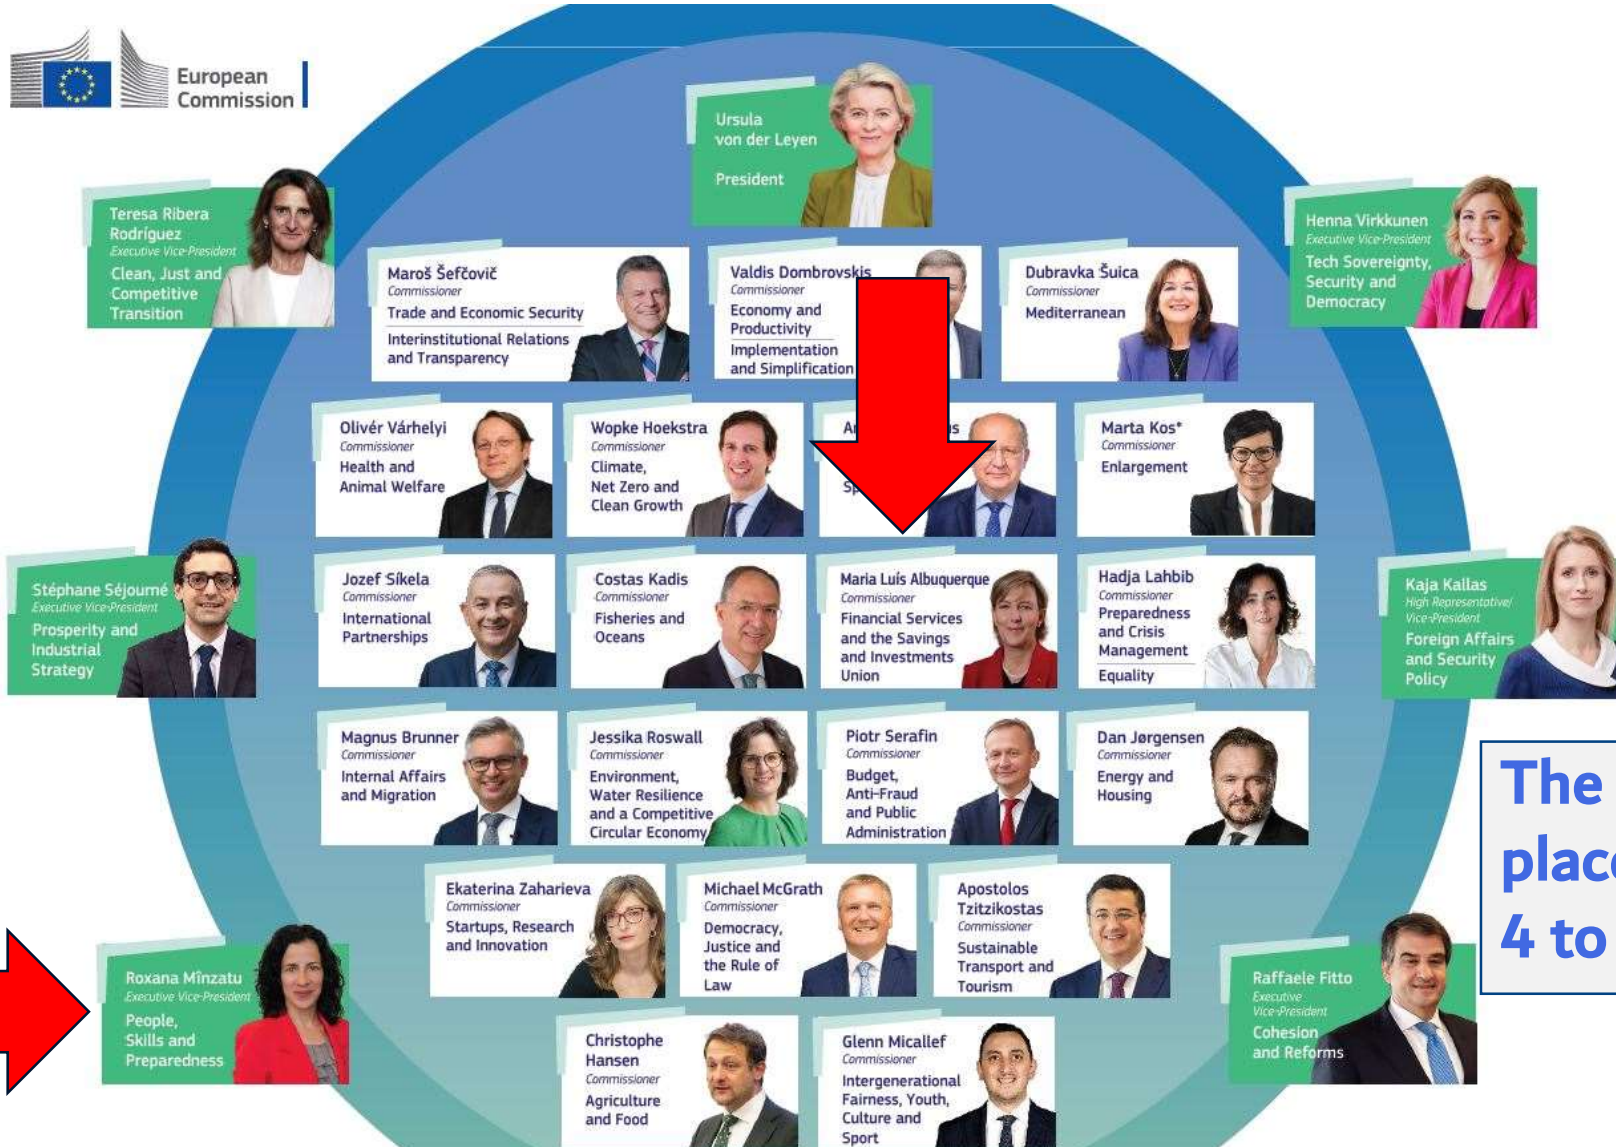 European
Commission
Ursula
von der Leyen
President
Teresa Ribera
Rodríguez
Executive Vice-President
Clean, Just and
Competitive
Transition
Henna Virkkunen
Executive Vice-President
Tech Sovereignty,
Security and
Democracy
Maroš Šefčovič
Commissioner
Trade and Economic Security
Interinstitutional Relations
and Transparency
Valdis Dombrovskis
Commissioner
Economy and
Productivity
Implementation
and Simplification
Dubravka Šuica
Commissioner
Mediterranean
Olivér Várhelyi
Commissioner
Health and
Animal Welfare
Wopke Hoekstra
Commissioner
Climate,
Net Zero and
Clean Growth
Marta Kos*
Commissioner
Enlargement
Stéphane Séjourné
Executive Vice-President
Prosperity and
Industrial
Strategy
Jozef Síkela
Commissioner
International
Partnerships
Costas Kadis
Commissioner
Fisheries and
Oceans
Maria Luís Albuquerque
Commissioner
Financial Services
and the Savings
and Investments
Union
Hadja Lahbib
Commissioner
Preparedness
and Crisis
Management
Equality
Kaja Kallas
High Representative/
Vice-President
Foreign Affairs
and Security
Policy
Magnus Brunner
Commissioner
Internal Affairs
and Migration
Jessika Roswall
Commissioner
Environment,
Water Resilience
and a Competitive
Circular Economy
Piotr Serafin
Commissioner
Budget,
Anti-Fraud
and Public
Administration
Dan Jørgensen
Commissioner
Energy and
Housing
The
place
4 to
Ekaterina Zaharieva
Commissioner
Startups, Research
and Innovation
Michael McGrath
Commissioner
Democracy,
Justice and
the Rule of
Law
Apostolos
Tzitzikostas
Commissioner
Sustainable
Transport and
Tourism
Roxana Mînzatu
Executive Vice-President
People,
Skills and
Preparedness
Raffaele Fitto
Executive
Vice-President
Cohesion
and Reforms
Christophe
Hansen
Commissioner
Agriculture
and Food
Glenn Micallef
Commissioner
Intergenerational
Fairness, Youth,
Culture and
Sport